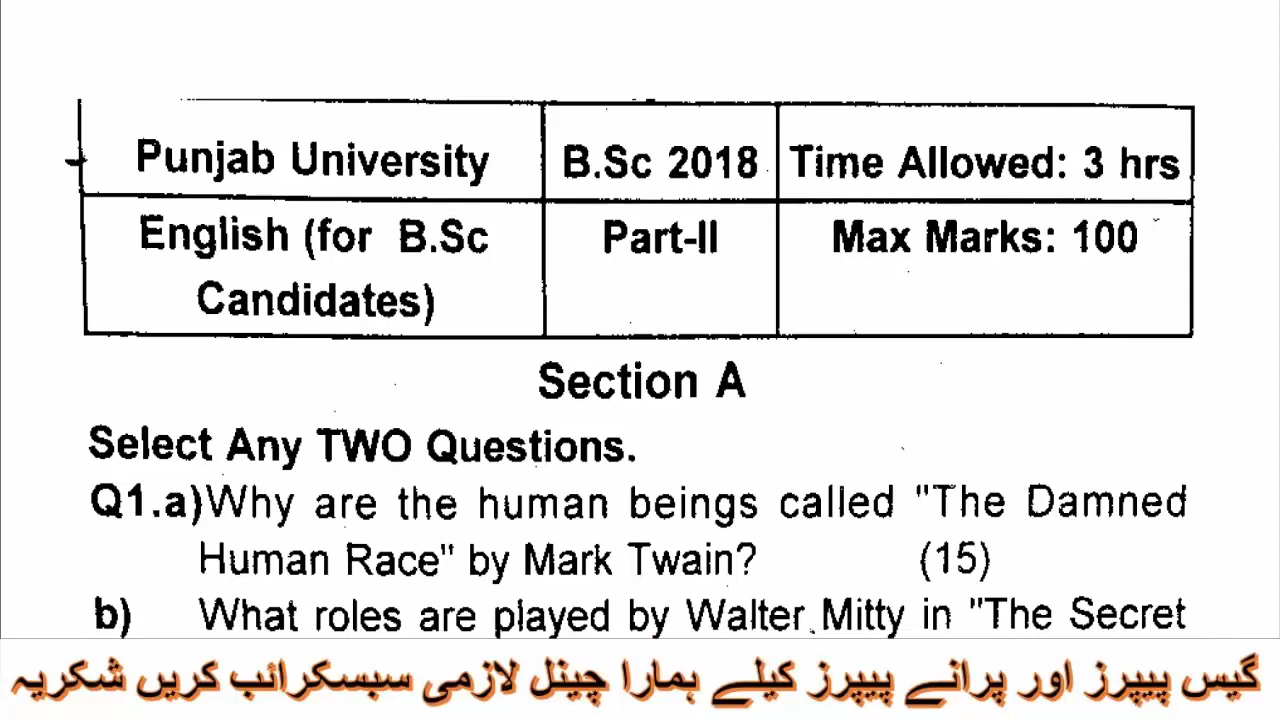 Punjab University B.Sc 2018 Time Allowed: 3 hrs
English (for B.Sc Part-II Max Marks: 100
Candidates)
Section A
Select Any TWO Questions.
Q1.a)Why are the human beings called "The Damned
Human Race" by Mark Twain? (15)
b) What roles are played by Walter Mitty in "The Secret
گیس پیپرز اور پرانے پیپرز کیلے ہمارا چینل لازمی سبسکرائب کریں شکریہ